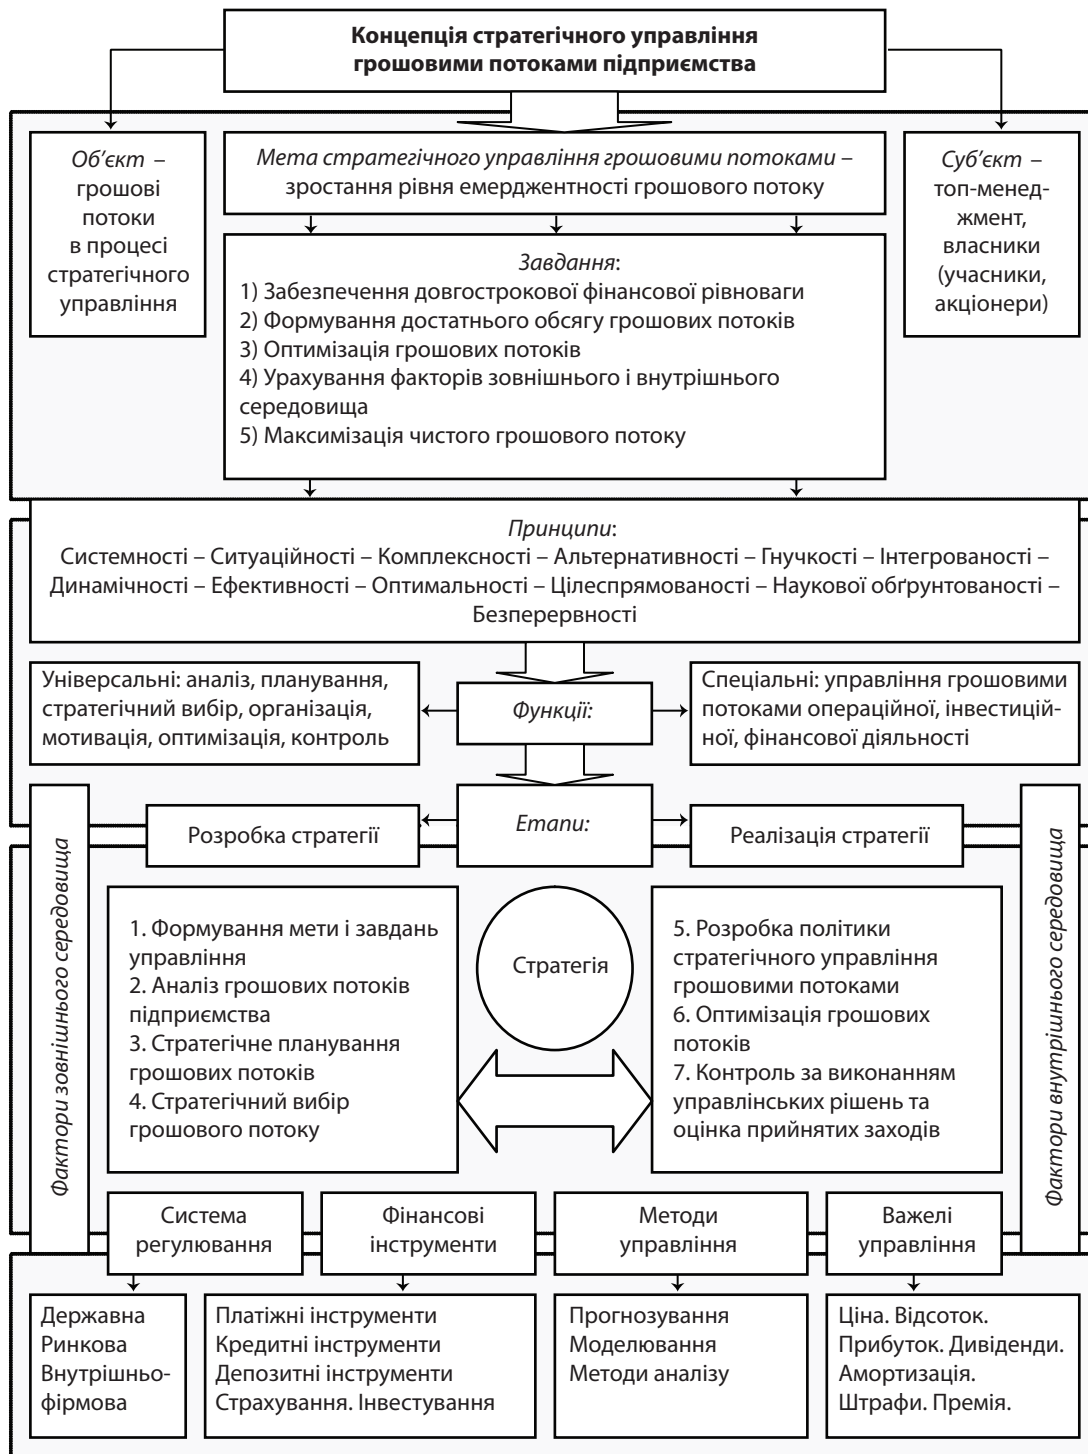 Концепція стратегічного управління
грошовими потоками підприємства
Об’єкт –
грошові
потоки
в процесі
стратегічного
управління
Мета стратегічного управління грошовими потоками –
зростання рівня емерджентності грошового потоку
Суб’єкт –
топ-менед-
жмент,
власники
(учасники,
акціонери)
Завдання:
1) Забезпечення довгострокової фінансової рівноваги
2) Формування достатнього обсягу грошових потоків
3) Оптимізація грошових потоків
4) Урахування факторів зовнішнього і внутрішнього
середовища
5) Максимізація чистого грошового потоку
Принципи:
Системності – Ситуаційності – Комплексності – Альтернативності – Гнучкості – Інтегрованості –
Динамічності – Ефективності – Оптимальності – Цілеспрямованості – Наукової обґрунтованості –
Безперервності
Універсальні: аналіз, планування,
стратегічний вибір, організація,
мотивація, оптимізація, контроль
Функції:
Спеціальні: управління грошовими
потоками операційної, інвестицій-
ної, фінансової діяльності
Розробка стратегії
Етапи:
Реалізація стратегії
Фактори зовнішнього середовища
1. Формування мети і завдань
управління
2. Аналіз грошових потоків
підприємства
3. Стратегічне планування
грошових потоків
4. Стратегічний вибір
грошового потоку
Стратегія
5. Розробка політики
стратегічного управління
грошовими потоками
6. Оптимізація грошових
потоків
7. Контроль за виконанням
управлінських рішень та
оцінка прийнятих заходів
Фактори внутрішнього середовища
Система
регулювання
Фінансові
інструменти
Методи
управління
Важелі
управління
Державна
Ринкова
Внутрішньо-
фірмова
Платіжні інструменти
Кредитні інструменти
Депозитні інструменти
Страхування. Інвестування
Прогнозування
Моделювання
Методи аналізу
Ціна. Відсоток.
Прибуток. Дивіденди.
Амортизація.
Штрафи. Премія.